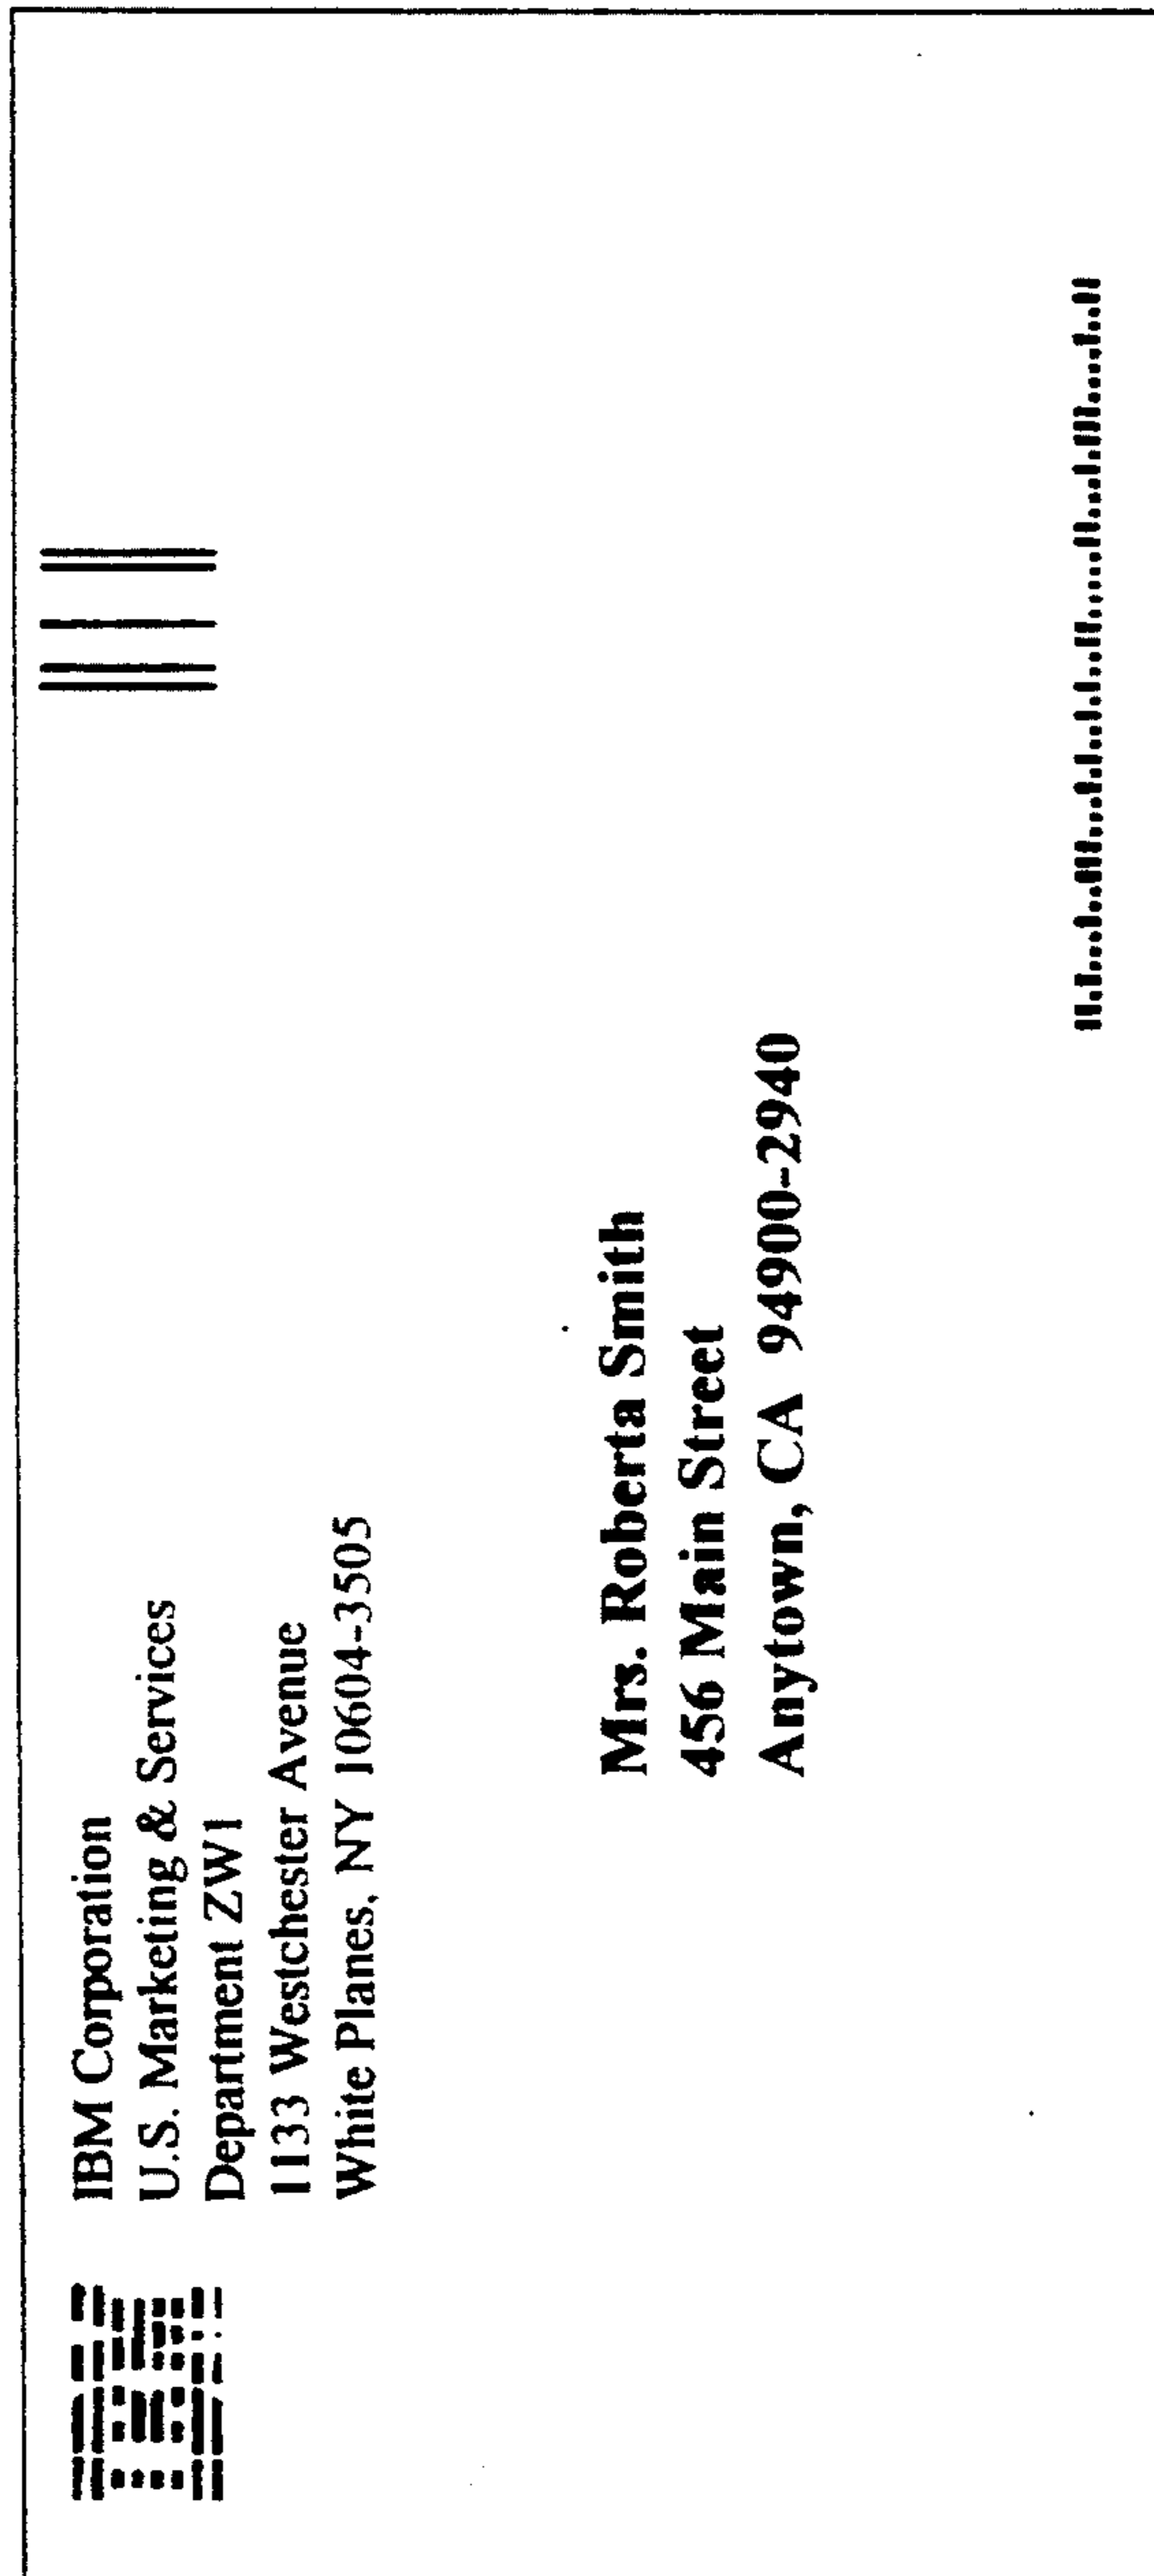 IBM
IBM Corporation
U.S. Marketing & Services
Department ZW1
1133 Westchester Avenue
White Planes, NY 10604-3505
Mrs. Roberta Smith
456 Main Street
Anytown, CA 94900-2940